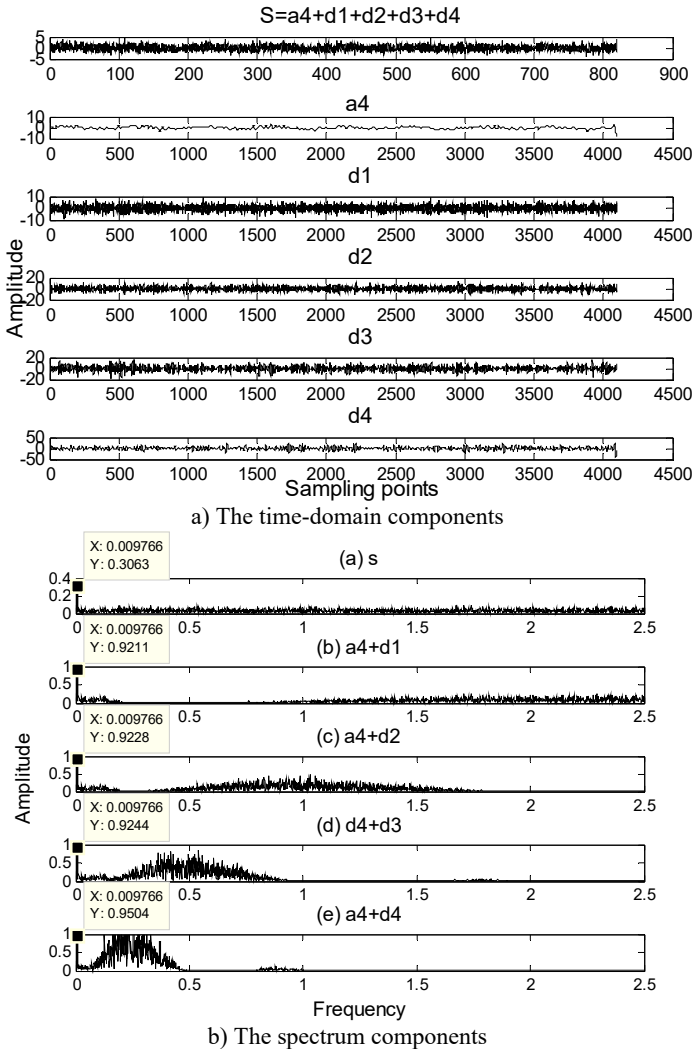 S=a4+d1+d2+d3+d4
5
0
-5
0 100 200 300 400 500 600 700 800 900
a4
10
0
-10
0 500 1000 1500 2000 2500 3000 3500 4000 4500
d1
10
0
-10
0 500 1000 1500 2000 2500 3000 3500 4000 4500
d2
20
0
-20
0 500 1000 1500 2000 2500 3000 3500 4000 4500
d3
20
0
-20
0 500 1000 1500 2000 2500 3000 3500 4000 4500
d4
50
0
-50
0 500 1000 1500 2000 2500 3000 3500 4000 4500
Amplitude
Sampling points
a) The time-domain components
X: 0.009766
Y: 0.3063
(a) s
0.4
0.2
0
0.5 1 1.5 2 2.5
X: 0.009766
Y: 0.9211
(b) a4+d1
1
0.5
0
0.5 1 1.5 2 2.5
X: 0.009766
Y: 0.9228
(c) a4+d2
1
0.5
0
0.5 1 1.5 2 2.5
X: 0.009766
Y: 0.9244
(d) d4+d3
1
0.5
0
0.5 1 1.5 2 2.5
X: 0.009766
Y: 0.9504
(e) a4+d4
1
0.5
0
0 0.5 1 1.5 2 2.5
Amplitude
Frequency
b) The spectrum components